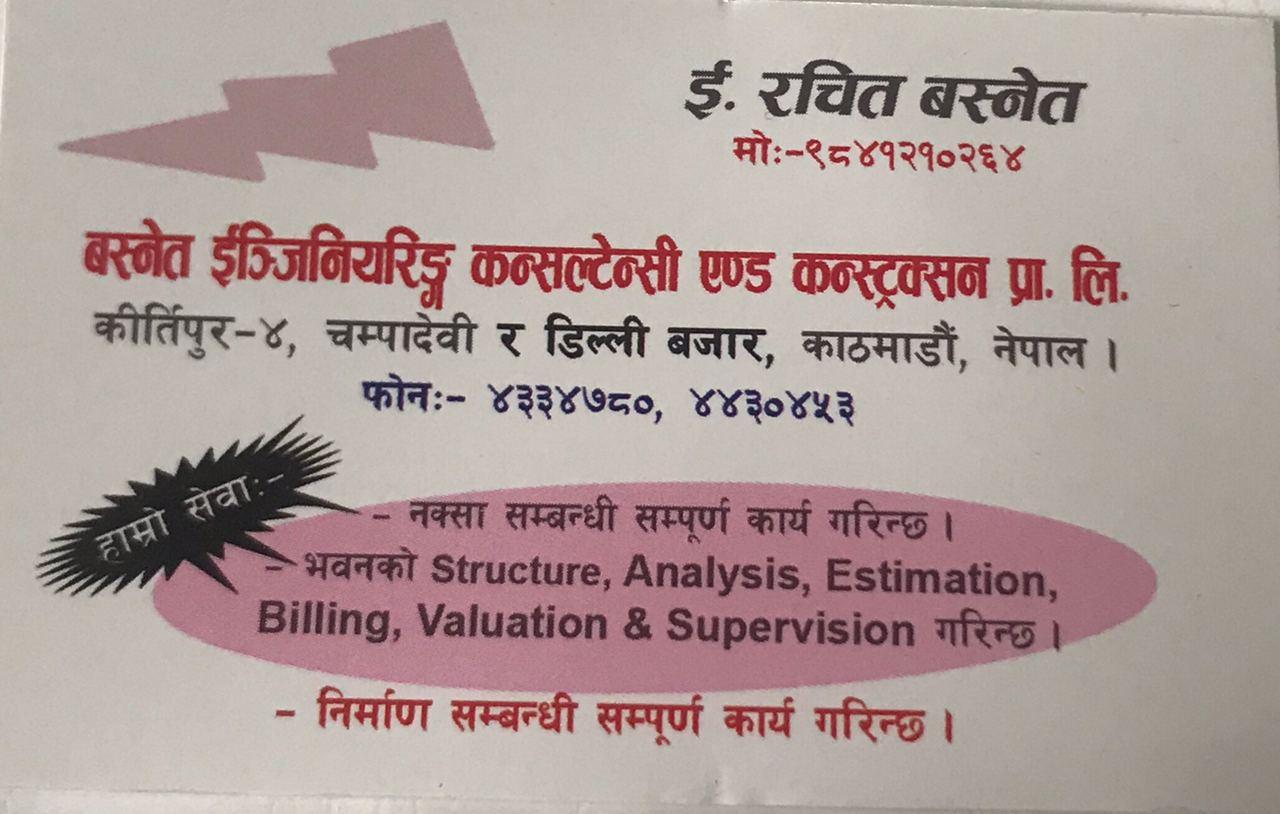 ई. रचित बस्नेत
मोः-९८४१२१०२६४
बस्नेत ईञ्जिनियरिङ्ग कन्सल्टेन्सी एण्ड कन्स्ट्रक्सन प्रा. लि.
कीर्तिपुर-४, चम्पादेवी र डिल्ली बजार, काठमाडौं, नेपाल ।
फोनः- ४३३४७८०, ४४३०४५३
हाम्रो सेवाः-
- नक्सा सम्बन्धी सम्पूर्ण कार्य गरिन्छ ।
- भवनको Structure, Analysis, Estimation,
Billing, Valuation & Supervision गरिन्छ ।
- निर्माण सम्बन्धी सम्पूर्ण कार्य गरिन्छ ।